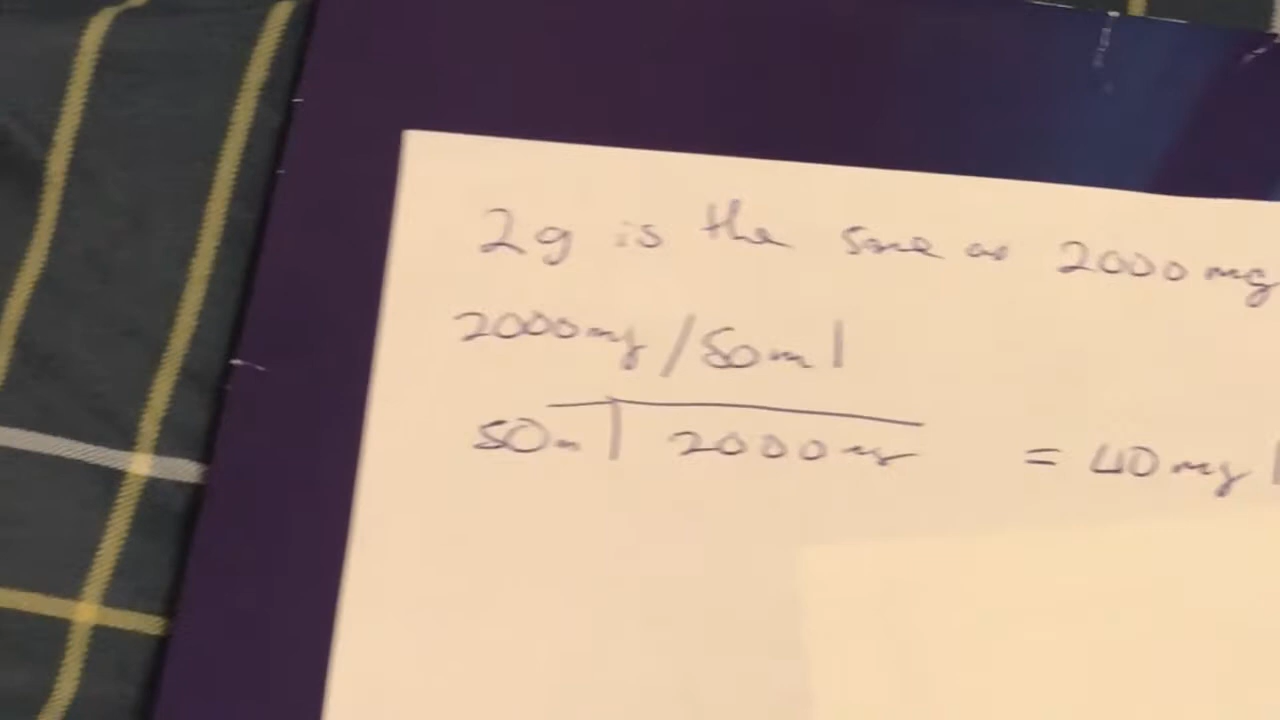 2g is the same as 2000mg
2000mg/50ml
50ml 2000mg = 40mg